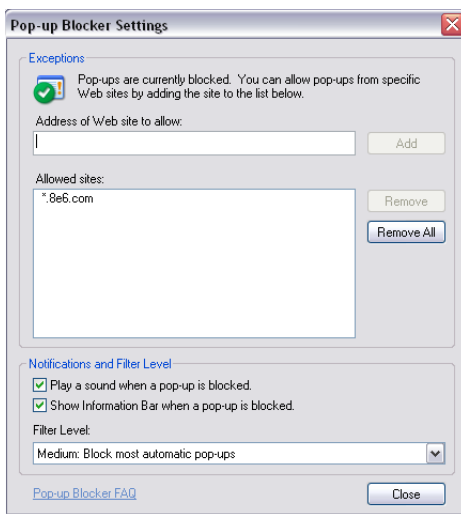 Pop-up Blocker Settings
Exceptions
Pop-ups are currently blocked. You can allow pop-ups from specific
Web sites by adding the site to the list below.
Address of Web site to allow:
Add
Allowed sites:
*.8e6.com
Remove
Remove All
Notifications and Filter Level
Play a sound when a pop-up is blocked.
Show Information Bar when a pop-up is blocked.
Filter Level:
Medium: Block most automatic pop-ups
Pop-up Blocker FAQ
Close